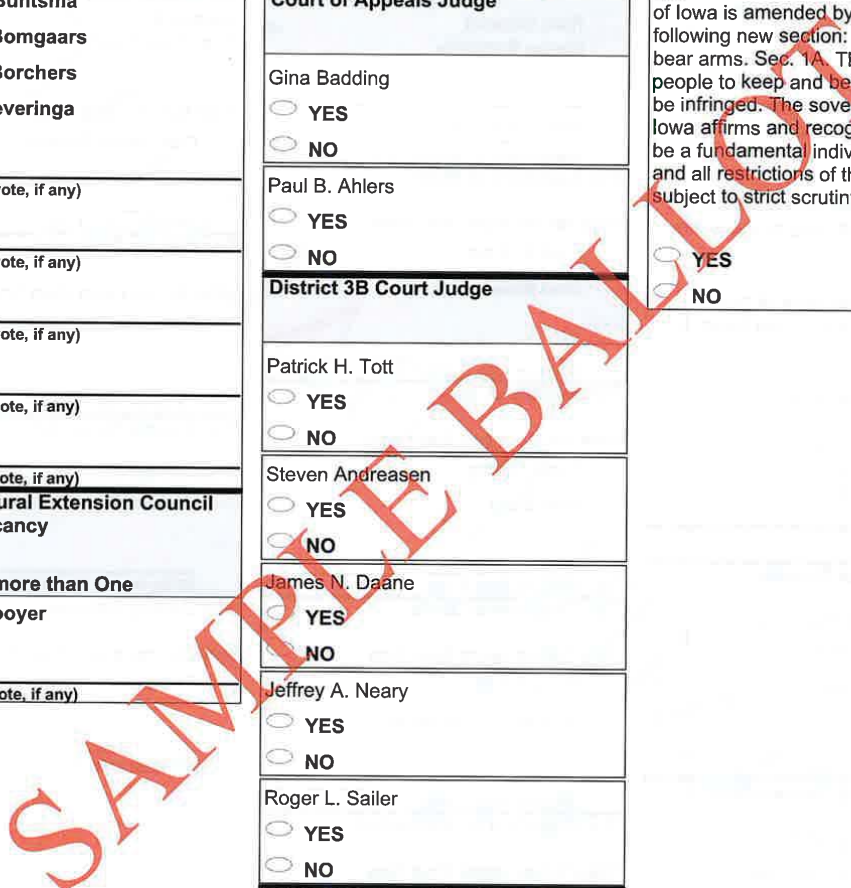 Buntsma
Bomgaars
Borchers
everinga
ote, if any)
ote, if any)
ote, if any)
ote, if any)
ote, if any)
ural Extension Council
cancy
more than One
ooyer
ote, if any)
Court of Appeals Judge
Gina Badding
YES
NO
Paul B. Ahlers
YES
NO
District 3B Court Judge
Patrick H. Tott
YES
NO
Steven Andreasen
YES
NO
James N. Daane
YES
NO
Jeffrey A. Neary
YES
NO
Roger L. Sailer
YES
NO
of Iowa is amended by
following new section:
bear arms. Sec. 1A. T
people to keep and be
be infringed. The sove
Iowa affirms and recog
be a fundamental indiv
and all restrictions of th
subject to strict scrutin
YES
NO
SAMPLE BALLOT